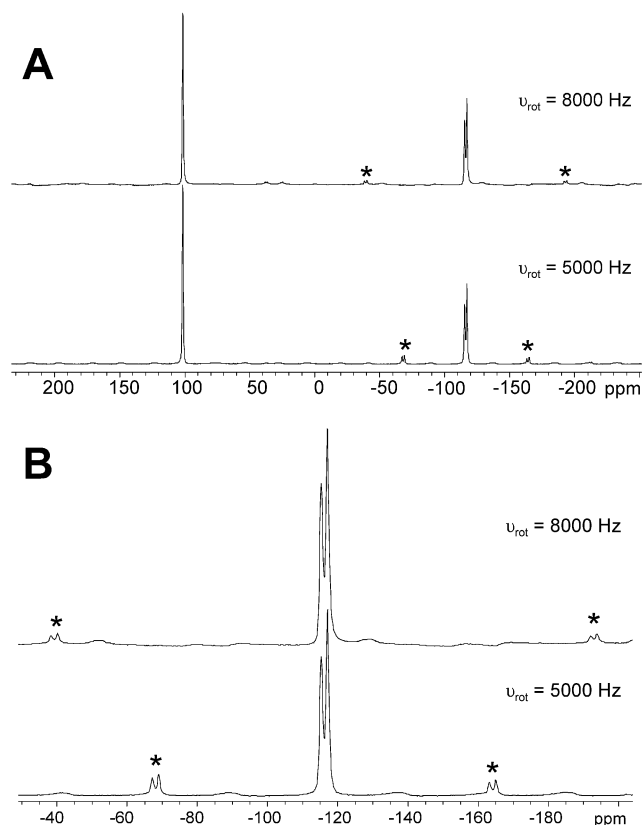 A
υrot = 8000 Hz
* *
υrot = 5000 Hz
* *
200 150 100 50 0 -50 -100 -150 -200 ppm
B
υrot = 8000 Hz
* *
υrot = 5000 Hz
* *
-40 -60 -80 -100 -120 -140 -160 -180 ppm